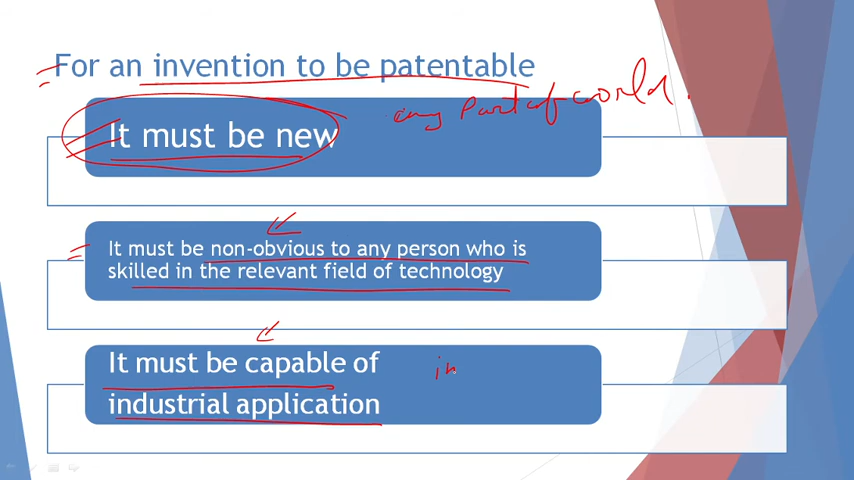 For an invention to be patentable
any part of world.
It must be new
It must be non-obvious to any person who is
skilled in the relevant field of technology
It must be capable of
industrial application
in